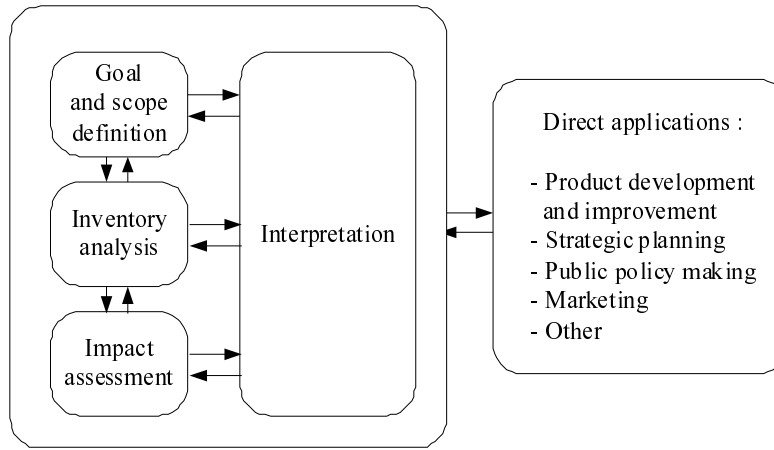 Goal
and scope
definition
Inventory
analysis
Impact
assessment
Interpretation
Direct applications :
- Product development
and improvement
- Strategic planning
- Public policy making
- Marketing
- Other